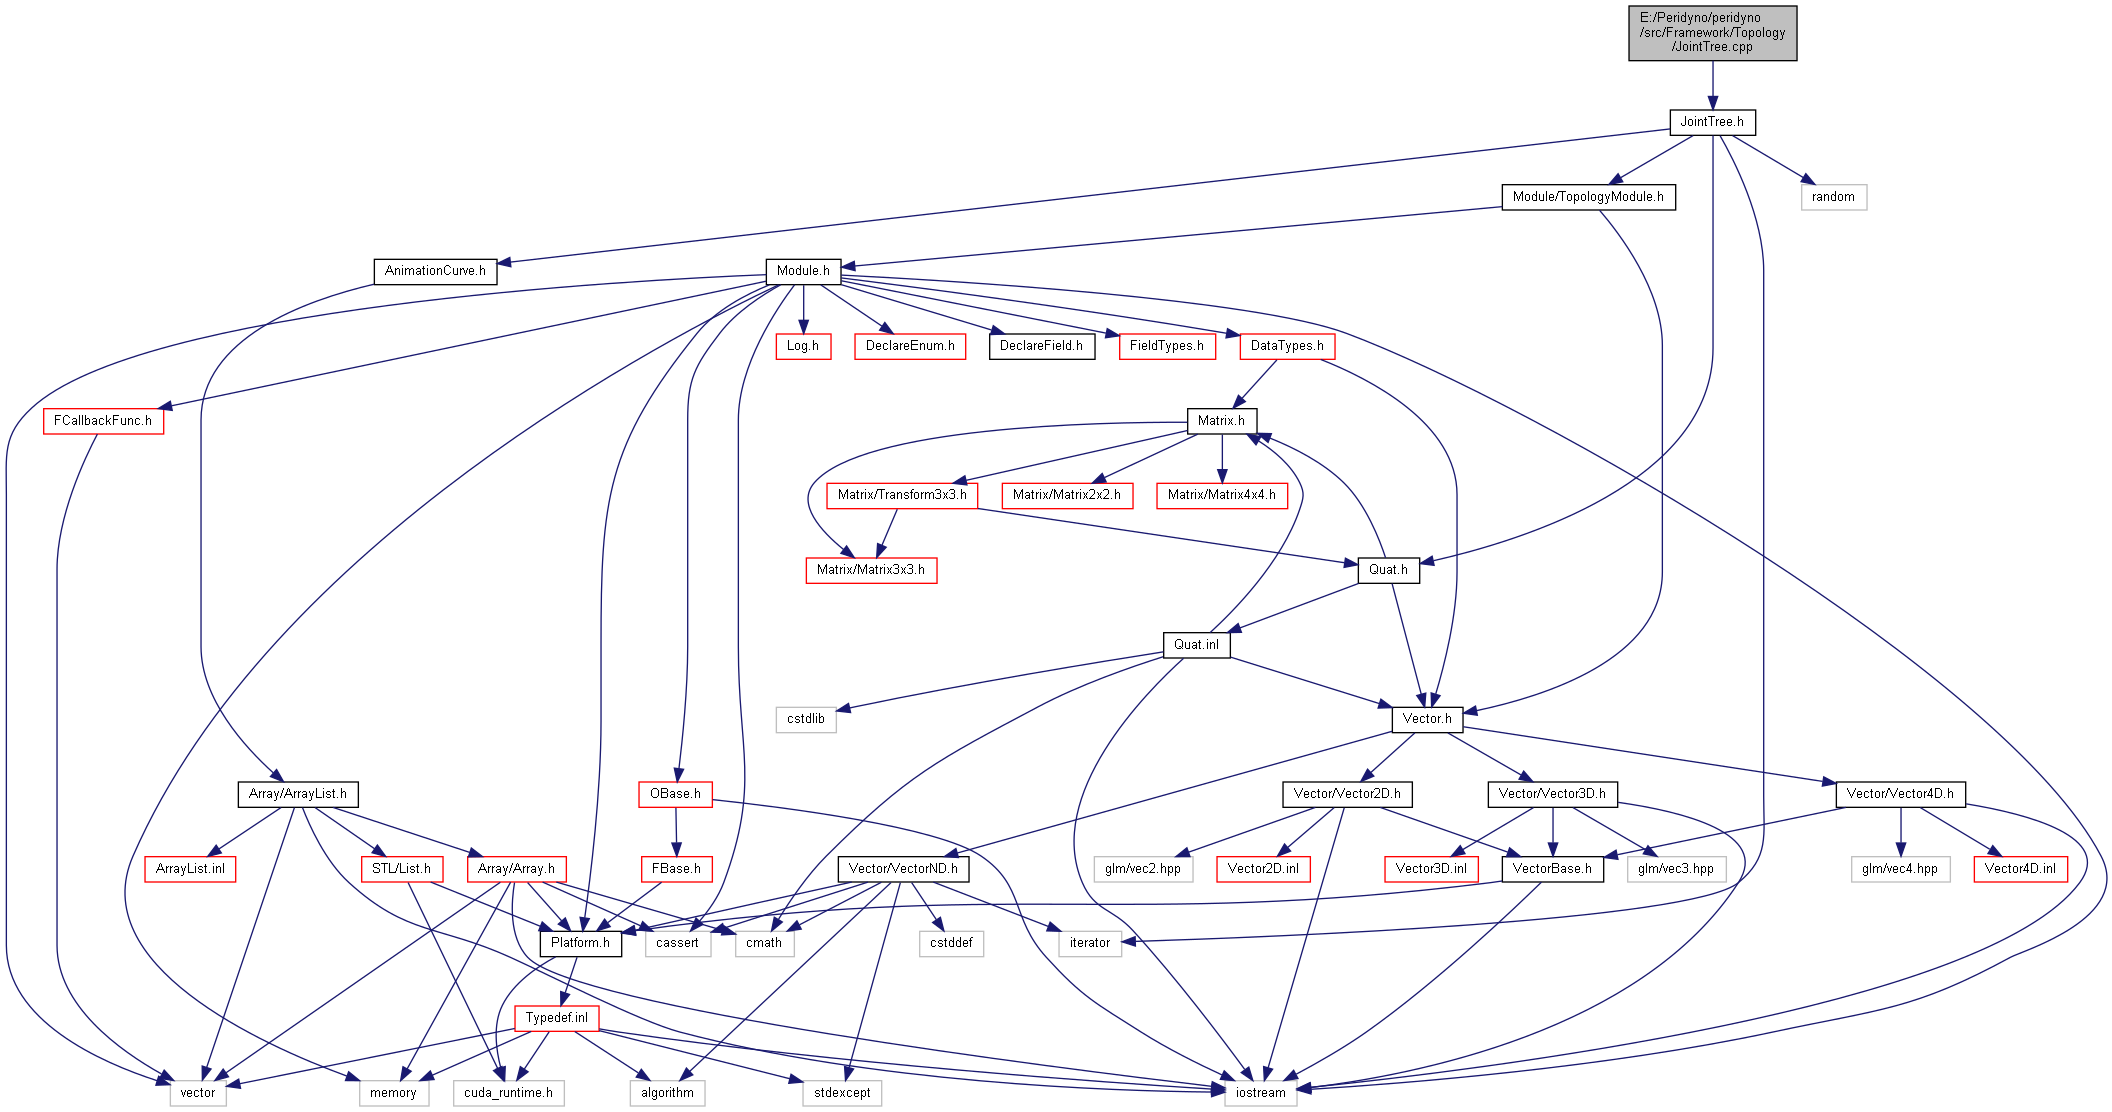 E:/Peridyno/peridyno
/src/Framework/Topology
/JointTree.cpp
JointTree.h
Module/TopologyModule.h
random
AnimationCurve.h
Module.h
Log.h
DeclareEnum.h
DeclareField.h
FieldTypes.h
DataTypes.h
FCallbackFunc.h
Matrix.h
Matrix/Transform3x3.h
Matrix/Matrix2x2.h
Matrix/Matrix4x4.h
Matrix/Matrix3x3.h
Quat.h
Quat.inl
cstdlib
Vector.h
Array/ArrayList.h
OBase.h
Vector/Vector2D.h
Vector/Vector3D.h
Vector/Vector4D.h
ArrayList.inl
STL/List.h
Array/Array.h
FBase.h
Vector/VectorND.h
glm/vec2.hpp
Vector2D.inl
Vector3D.inl
VectorBase.h
glm/vec3.hpp
glm/vec4.hpp
Vector4D.inl
Platform.h
cassert
cmath
cstddef
iterator
Typedef.inl
vector
memory
cuda_runtime.h
algorithm
stdexcept
iostream